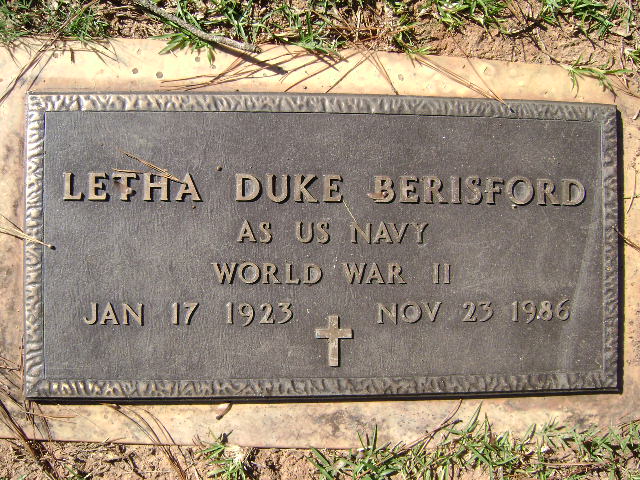 LETHA DUKE BERISFORD
AS US NAVY
WORLD WAR II
JAN 17 1923 NOV 23 1986